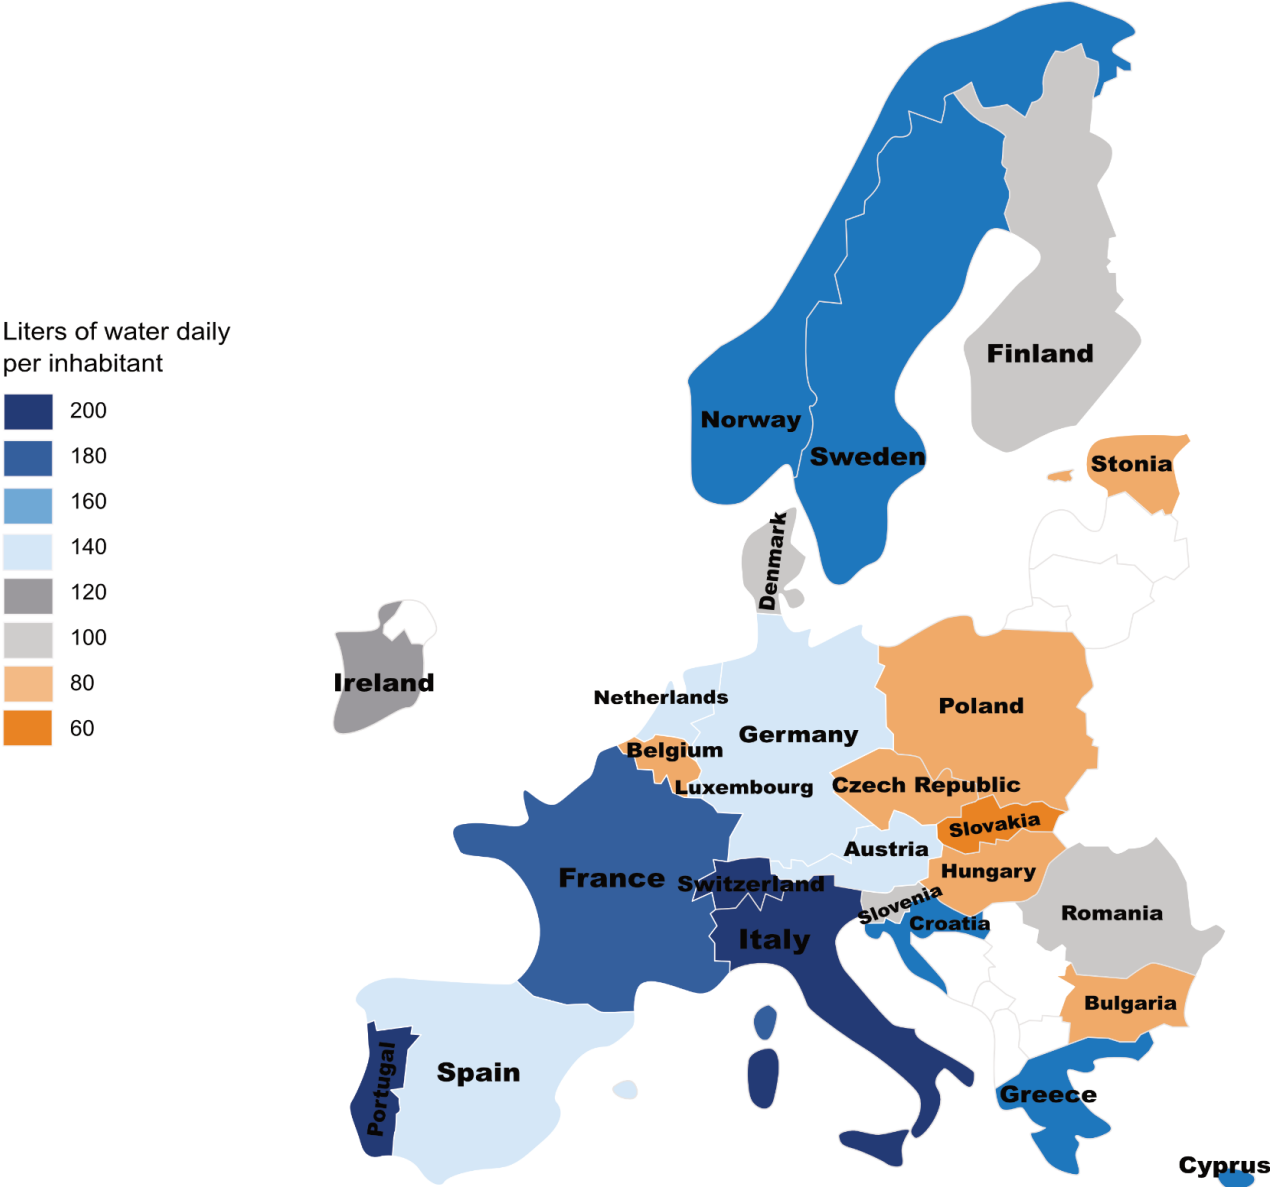 Liters of water daily
per inhabitant
200
180
160
140
120
100
80
60
Finland
Norway
Sweden
Stonia
Denmark
Ireland
Netherlands
Poland
Germany
Belgium
Luxembourg
Czech Republic
Slovakia
Austria
Hungary
France
Switzerland
Slovenia
Romania
Croatia
Italy
Bulgaria
Portugal
Spain
Greece
Cyprus